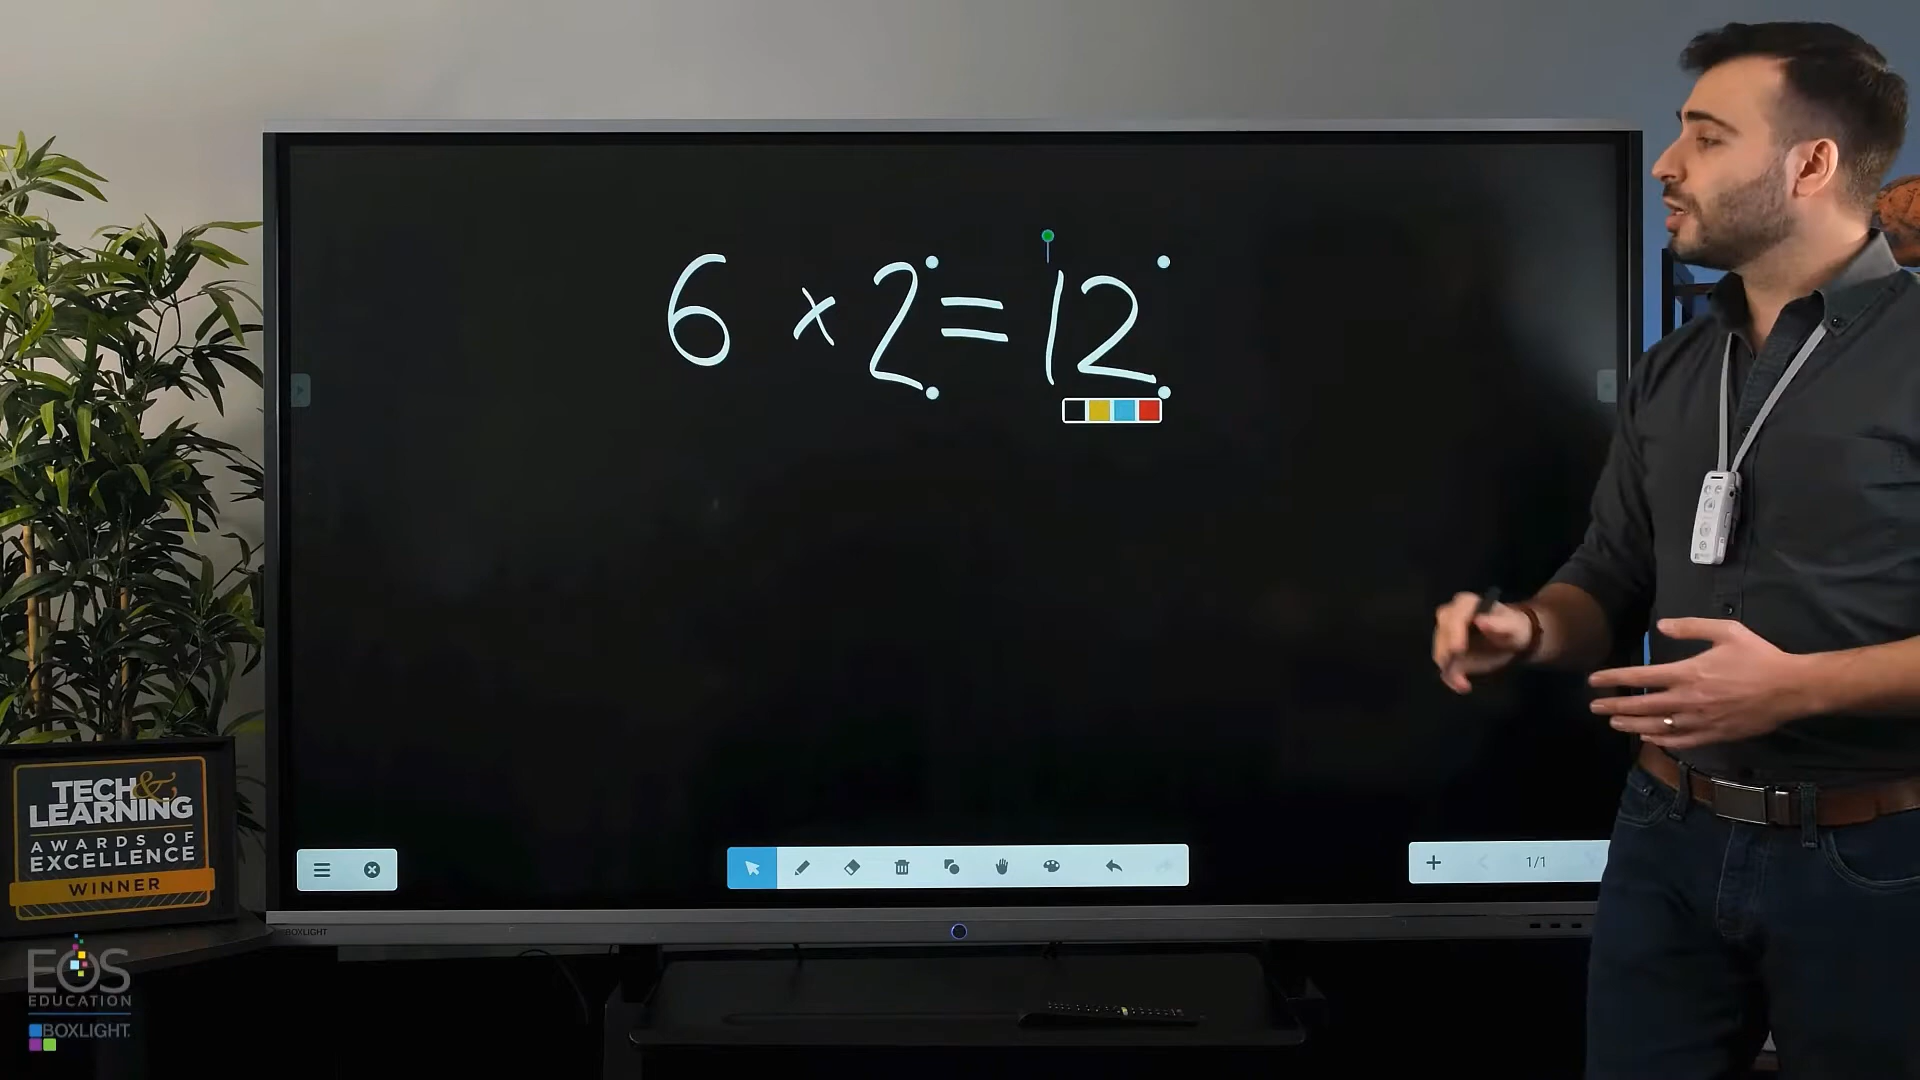 6 × 2 = 12
1/1
BOXLIGHT
TECH & LEARNING
AWARDS OF
EXCELLENCE
WINNER
EOS
EDUCATION
BOXLIGHT